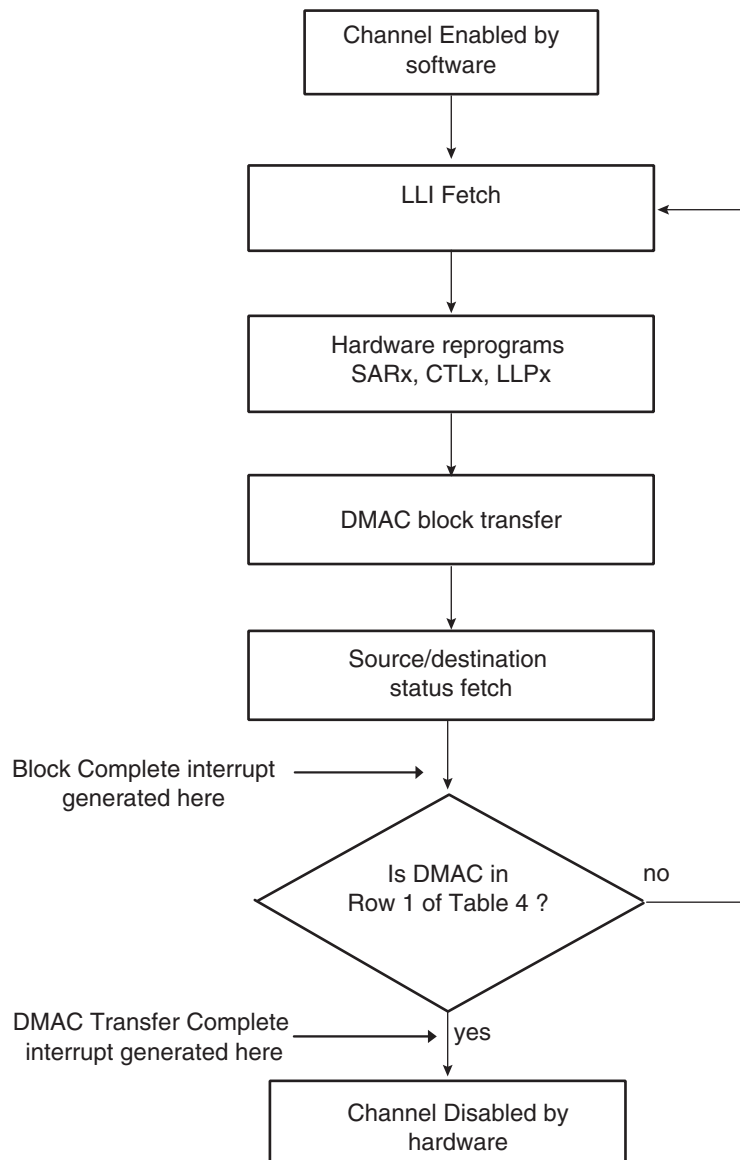 Channel Enabled by
software
LLI Fetch
Hardware reprograms
SARx, CTLx, LLPx
DMAC block transfer
Source/destination
status fetch
Block Complete interrupt
generated here
Is DMAC in
Row 1 of Table 4 ?
no
DMAC Transfer Complete
interrupt generated here
yes
Channel Disabled by
hardware